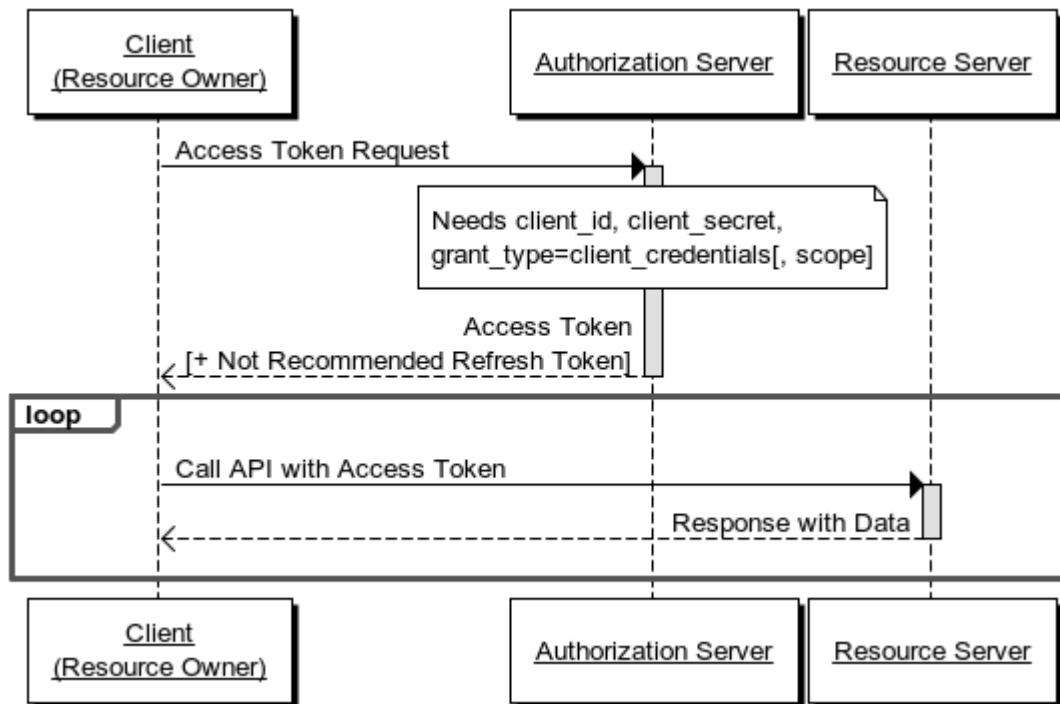 Client
(Resource Owner)
Authorization Server
Resource Server
Access Token Request
Needs client_id, client_secret,
grant_type=client_credentials[, scope]
Access Token
[+ Not Recommended Refresh Token]
loop
Call API with Access Token
Response with Data
Client
(Resource Owner)
Authorization Server
Resource Server